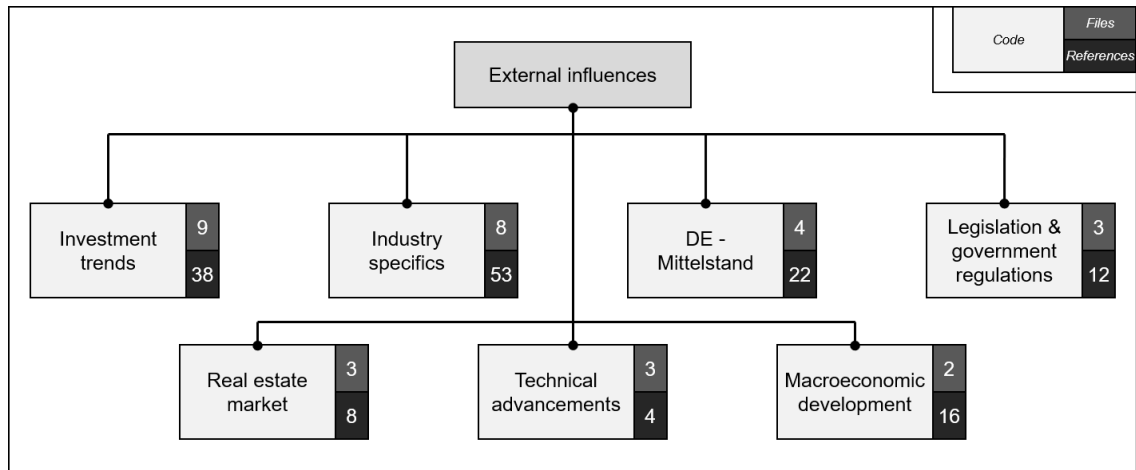 Code
Files
References
External influences
Investment
trends
9
38
Industry
specifics
8
53
DE -
Mittelstand
4
22
Legislation &
government
regulations
3
12
Real estate
market
3
8
Technical
advancements
3
4
Macroeconomic
development
2
16